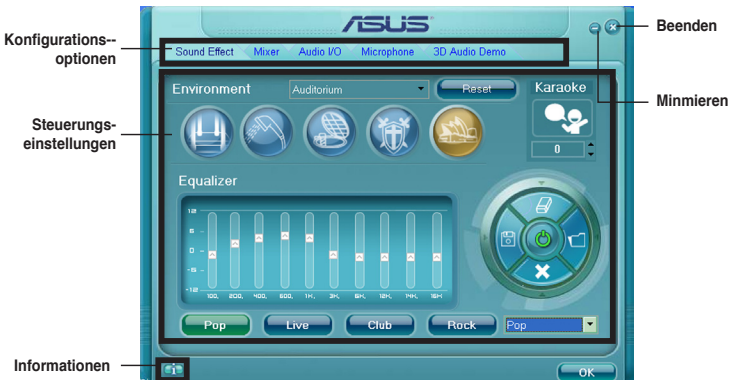 ASUS
Beenden
Konfigurations--
optionen
Sound Effect Mixer Audio I/O Microphone 3D Audio Demo
Environment Auditorium Reset Karaoke
Minmieren
Steuerungs-
einstellungen
0
Equalizer
12
6
0
-6
-12
100, 200, 400, 600, 1K, 3K, 6K, 12K, 14K, 16K
Pop Live Club Rock Pop
Informationen
i
OK